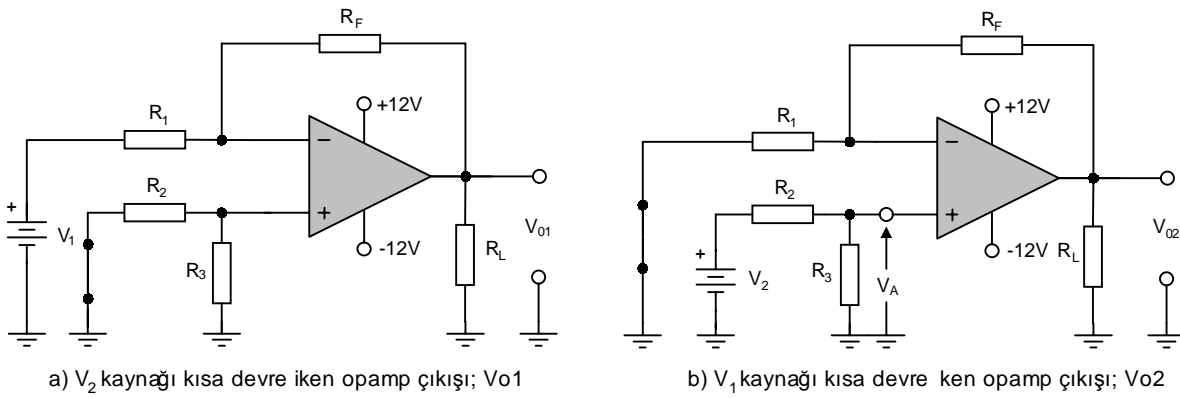 R_F
+12V
R_1
R_2
-12V
V_1
R_3
R_L
V_01
a) V_2 kaynağı kısa devre iken opamp çıkışı; Vo1
R_F
+12V
R_1
R_2
-12V
V_2
R_3
V_A
R_L
V_02
b) V_1 kaynağı kısa devre ken opamp çıkışı; Vo2